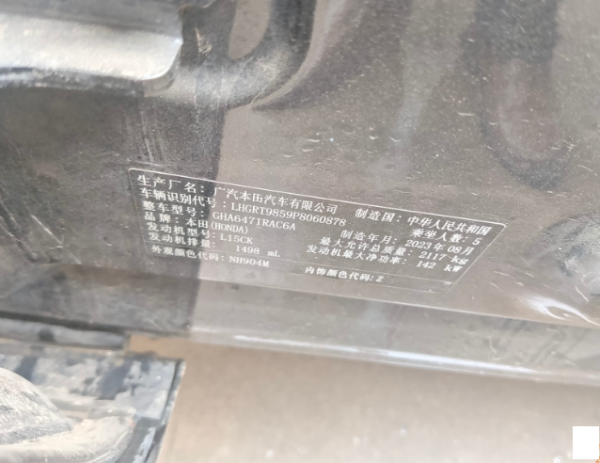 生产厂名：广汽本田汽车有限公司
车辆识别代号：LHGRT9859P8060878 制造国：中华人民共和国
整车型号：GHA6471RAC6A 乘坐人数：5
品牌：本田(HONDA) 制造年月：2023年08月
发动机型号：L15CK 最大允许总质量：2117 kg
发动机排量：1498 mL 发动机最大净功率：142 kW
外观颜色代码：NH904M 内饰颜色代码：Z